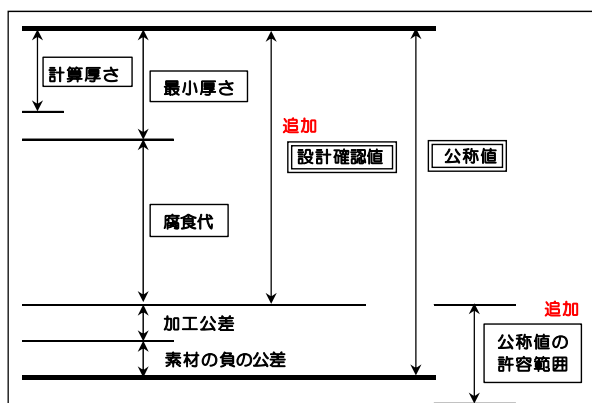 計算厚さ
最小厚さ
追加
設計確認値
公称値
腐食代
加工公差
素材の負の公差
追加
公称値の
許容範囲